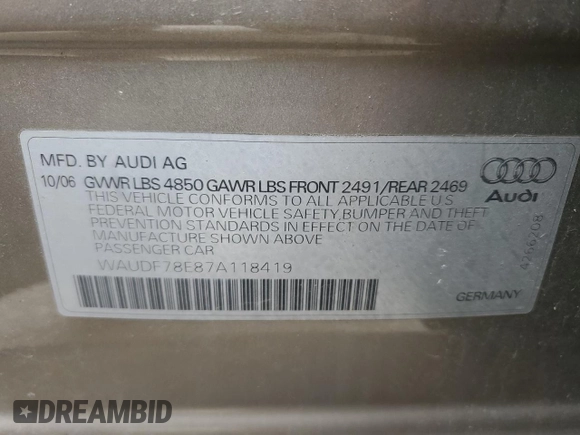 MFD. BY AUDI AG
10/06 GVWR LBS 4850 GAWR LBS FRONT 2491/REAR 2469
THIS VEHICLE CONFORMS TO ALL APPLICABLE U.S.
FEDERAL MOTOR VEHICLE SAFETY,BUMPER AND THEFT
PREVENTION STANDARDS IN EFFECT ON THE DATE OF
MANUFACTURE SHOWN ABOVE
PASSENGER CAR
WAUDF78E87A118419
Audi
GERMANY
DREAMBID